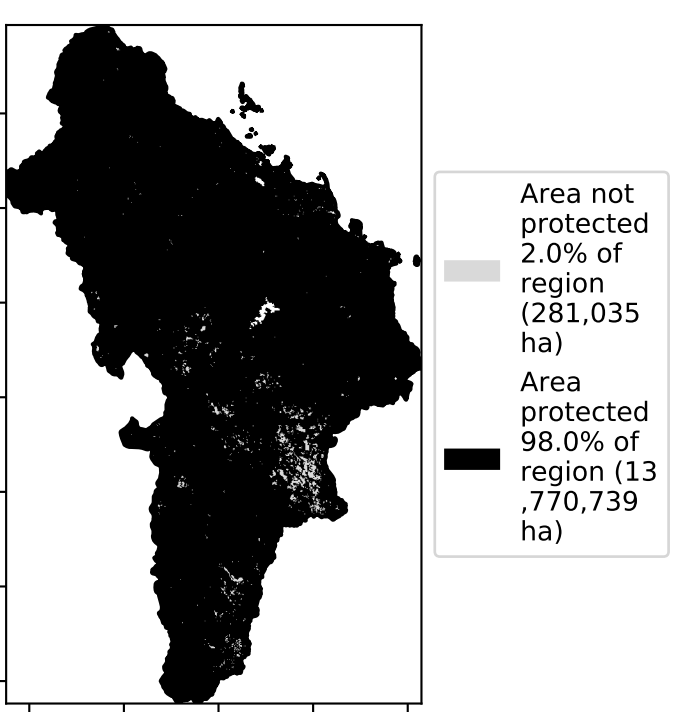 Area not
protected
2.0% of
region
(281,035
ha)
Area
protected
98.0% of
region (13
,770,739
ha)